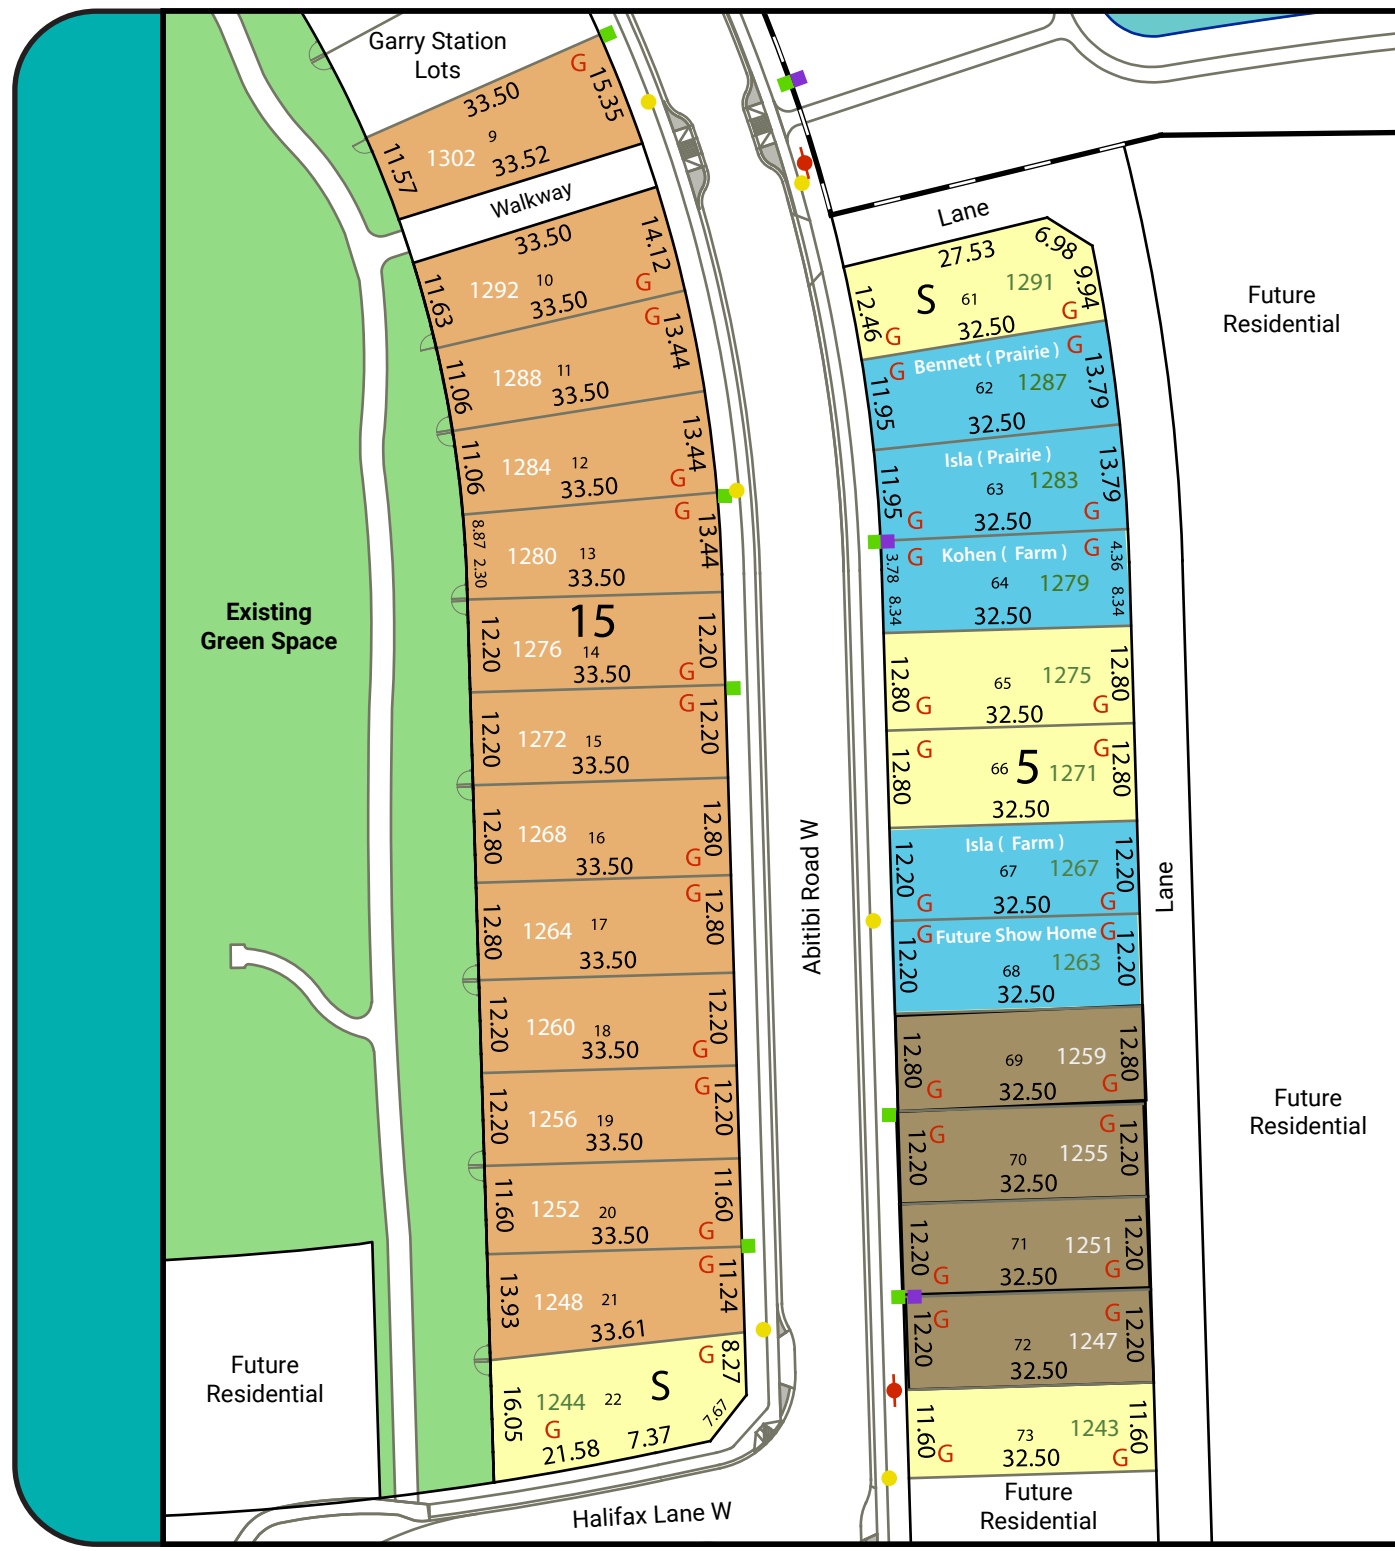 Garry Station
Lots
G
15.35
33.50
9
1302
33.52
11.57
Walkway
33.50
14.12
11.63
1292
10
G
33.50
G
13.44
11.06
1288
11
33.50
13.44
11.06
1284
12
G
33.50
G
13.44
8.87
2.30
1280
13
33.50
15
12.20
1276
14
12.20
33.50
G
G
12.20
12.20
1272
15
33.50
12.80
1268
16
12.80
33.50
G
G
12.80
12.80
1264
17
33.50
12.20
1260
18
12.20
33.50
G
G
12.20
12.20
1256
19
33.50
11.60
1252
20
11.60
33.50
G
G
11.24
13.93
1248
21
33.61
G
8.27
S
16.05
1244
22
G
7.67
21.58
7.37
Existing
Green Space
Future
Residential
Halifax Lane W
Abitibi Road W
Lane
27.53
6.98
9.94
12.46
S
61
1291
G
G
32.50
G
Bennett ( Prairie )
G
11.95
62
1287
13.79
32.50
Isla ( Prairie )
11.95
63
1283
13.79
G
32.50
G
G
Kohen ( Farm )
G
3.78
8.34
64
1279
4.36
8.34
32.50
12.80
65
1275
12.80
G
32.50
G
G
G
12.80
66
5
1271
12.80
32.50
Isla ( Farm )
12.20
67
1267
12.20
G
32.50
G
G
Future Show Home
G
12.20
68
1263
12.20
32.50
12.80
69
1259
12.80
G
32.50
G
G
G
12.20
70
1255
12.20
32.50
12.20
71
1251
12.20
G
32.50
G
G
G
12.20
72
1247
12.20
32.50
11.60
73
1243
11.60
G
32.50
G
Future
Residential
Lane
Future
Residential
Future
Residential